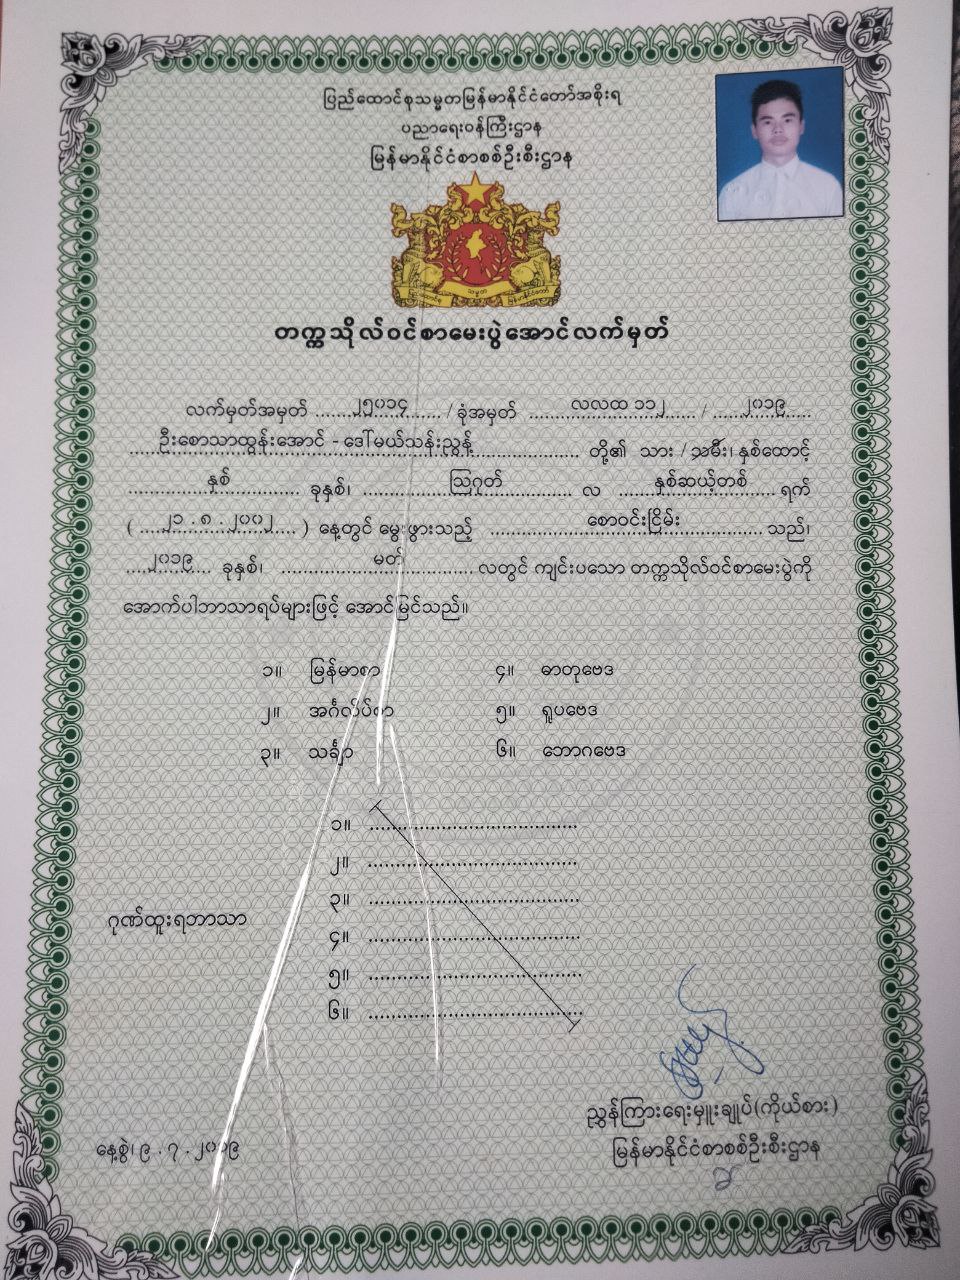 ပြည်ထောင်စုသမ္မတမြန်မာနိုင်ငံတော်အစိုးရ
ပညာရေးဝန်ကြီးဌာန
မြန်မာနိုင်ငံစာစစ်ဦးစီးဌာန
သမ္မတ
တက္ကသိုလ်ဝင်စာမေးပွဲအောင်လက်မှတ်
လက်မှတ်အမှတ် ၂၅၀၁၄ / ခုံအမှတ် လလထ ၁၁၂ / ၂၀၁၉
ဦးစောသာထွန်းအောင် - ဒေါ်မယ်သန်းညွန့် တို့၏ သား / သမီး၊ နှစ်ထောင့်
နှစ် ခုနှစ်၊ ဩဂုတ် လ နှစ်ဆယ့်တစ် ရက်
( ၂၁ . ၈ . ၂၀၀၂ ) နေ့တွင် မွေးဖွားသည့် စောဝင်းငြိမ်း သည်၊
၂၀၁၉ ခုနှစ်၊ မတ် လတွင် ကျင်းပသော တက္ကသိုလ်ဝင်စာမေးပွဲကို
အောက်ပါဘာသာရပ်များဖြင့် အောင်မြင်သည်။
၁။ မြန်မာစာ ၄။ ဓာတုဗေဒ
၂။ အင်္ဂလိပ်စာ ၅။ ရူပဗေဒ
၃။ သင်္ချာ ၆။ ဘောဂဗေဒ
၁။
၂။
၃။
ဂုဏ်ထူးရဘာသာ
၄။
၅။
၆။
ညွှန်ကြားရေးမှူးချုပ်(ကိုယ်စား)
နေ့စွဲ၊ ၉ . ၇ . ၂၀၁၉ မြန်မာနိုင်ငံစာစစ်ဦးစီးဌာန